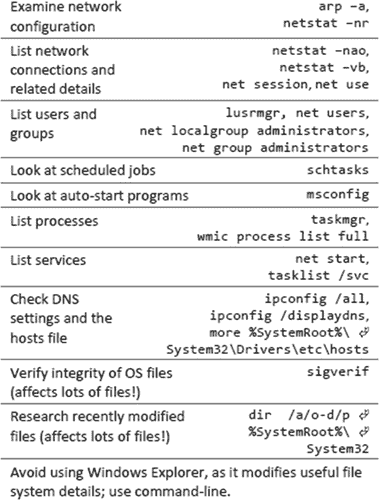 Examine network arp –a,
configuration netstat –nr
List network netstat –nao,
connections and netstat –vb,
related details net session, net use
List users and lusrmgr, net users,
groups net localgroup administrators,
net group administrators
Look at scheduled jobs schtasks
Look at auto-start programs msconfig
List processes taskmgr,
wmic process list full
List services net start,
tasklist /svc
Check DNS ipconfig /all,
settings and the ipconfig /displaydns,
hosts file more %SystemRoot%\ ⏎
System32\Drivers\etc\hosts
Verify integrity of OS files sigverif
(affects lots of files!)
Research recently modified dir /a/o-d/p ⏎
files (affects lots of files!) %SystemRoot%\ ⏎
System32
Avoid using Windows Explorer, as it modifies useful file
system details; use command-line.